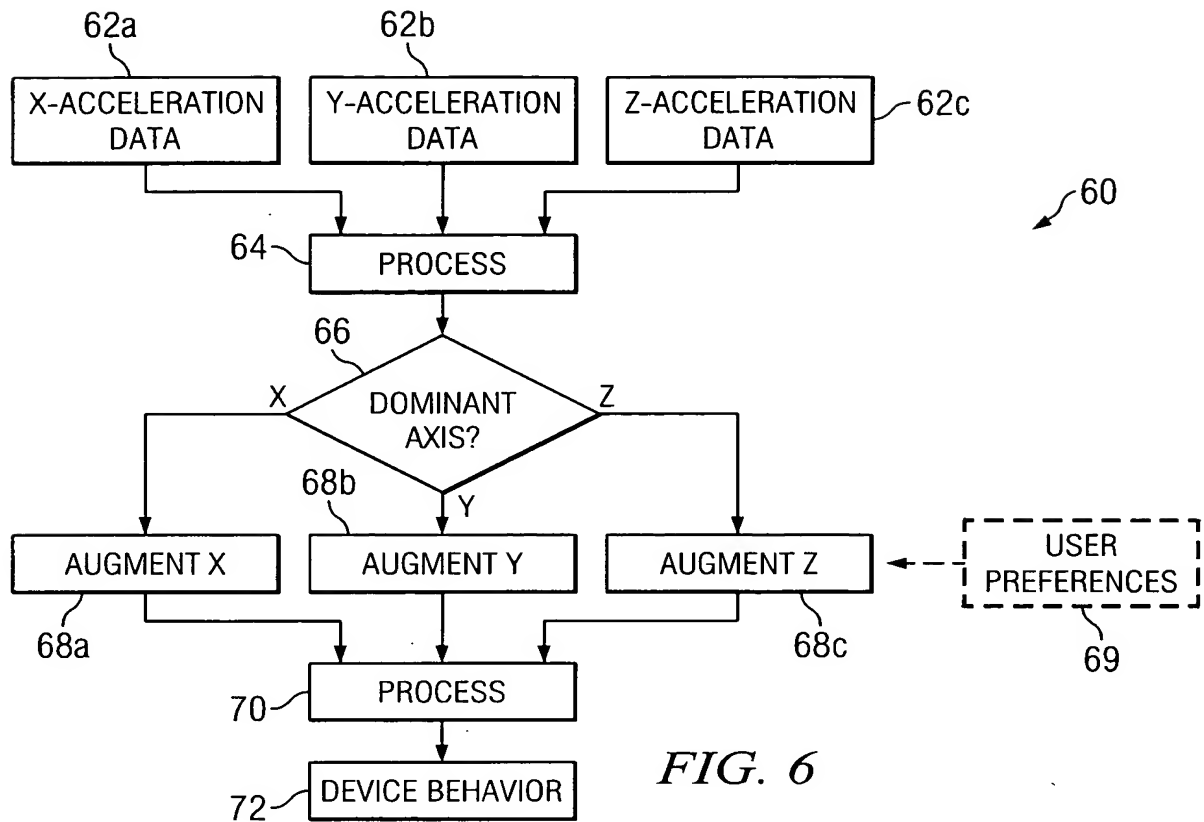 62a
62b
X-ACCELERATION
DATA
Y-ACCELERATION
DATA
Z-ACCELERATION
DATA
62c
60
64
PROCESS
66
X
DOMINANT
AXIS?
Z
Y
68b
AUGMENT X
AUGMENT Y
AUGMENT Z
USER
PREFERENCES
68a
68c
69
70
PROCESS
72
DEVICE BEHAVIOR
FIG. 6